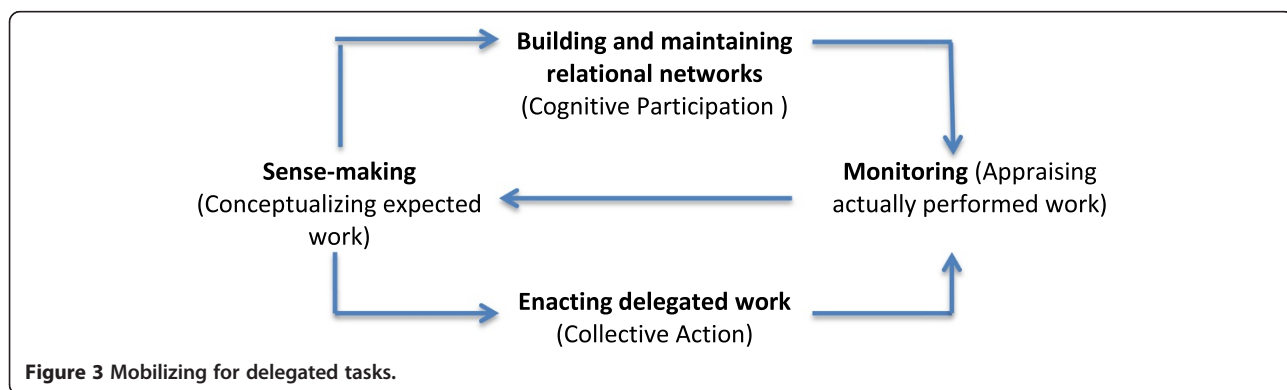 Building and maintaining
relational networks
(Cognitive Participation )
Sense-making
(Conceptualizing expected
work)
Monitoring (Appraising
actually performed work)
Enacting delegated work
(Collective Action)
Figure 3 Mobilizing for delegated tasks.